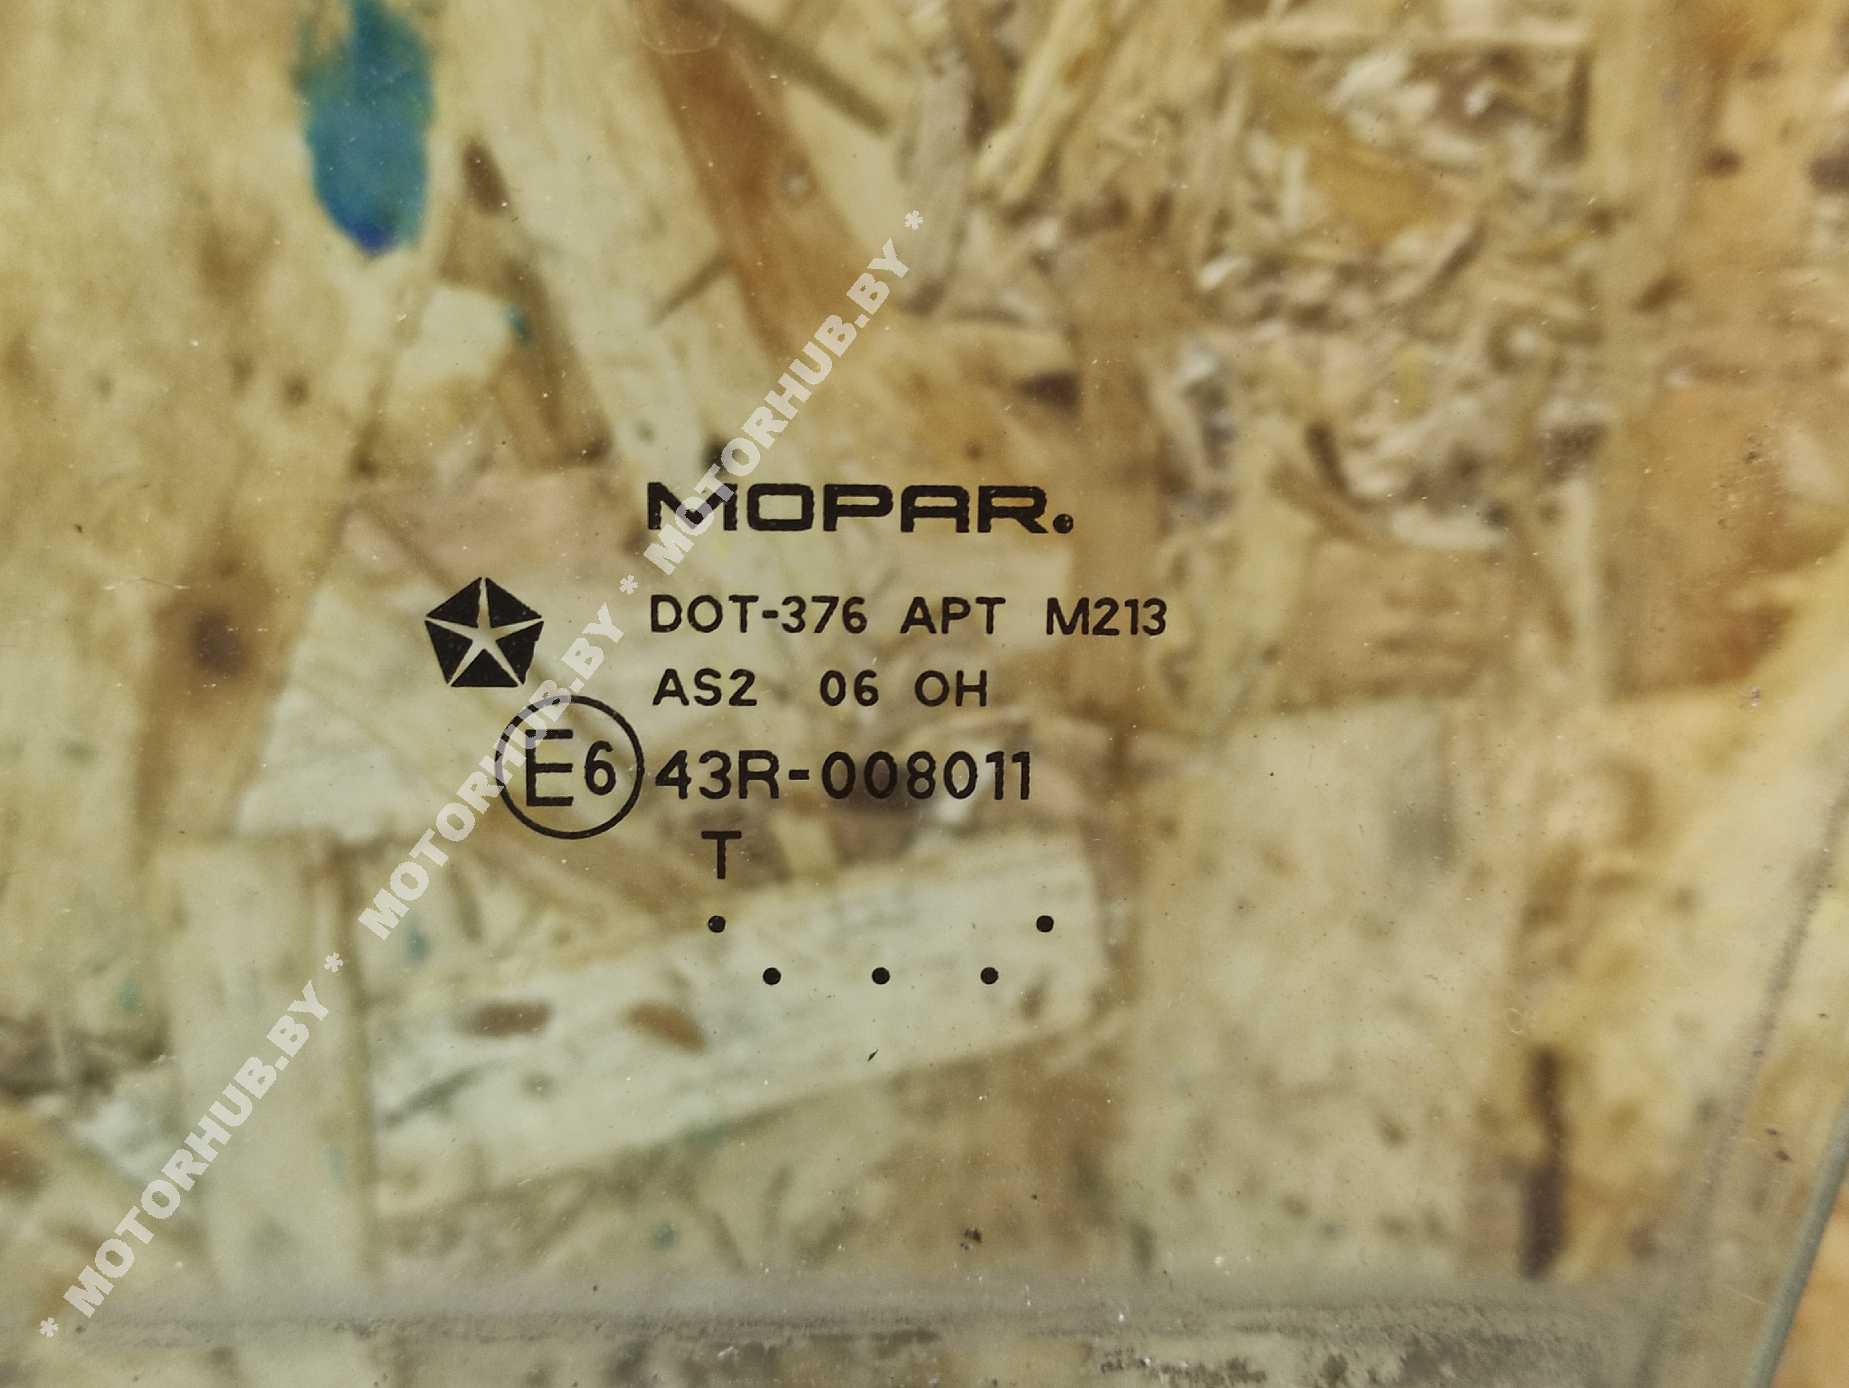 MOPAR.
DOT-376 APT M213
AS2 06 OH
E6 43R-008011
T
* MOTORHUB.BY * MOTORHUB.BY * MOTORHUB.BY *